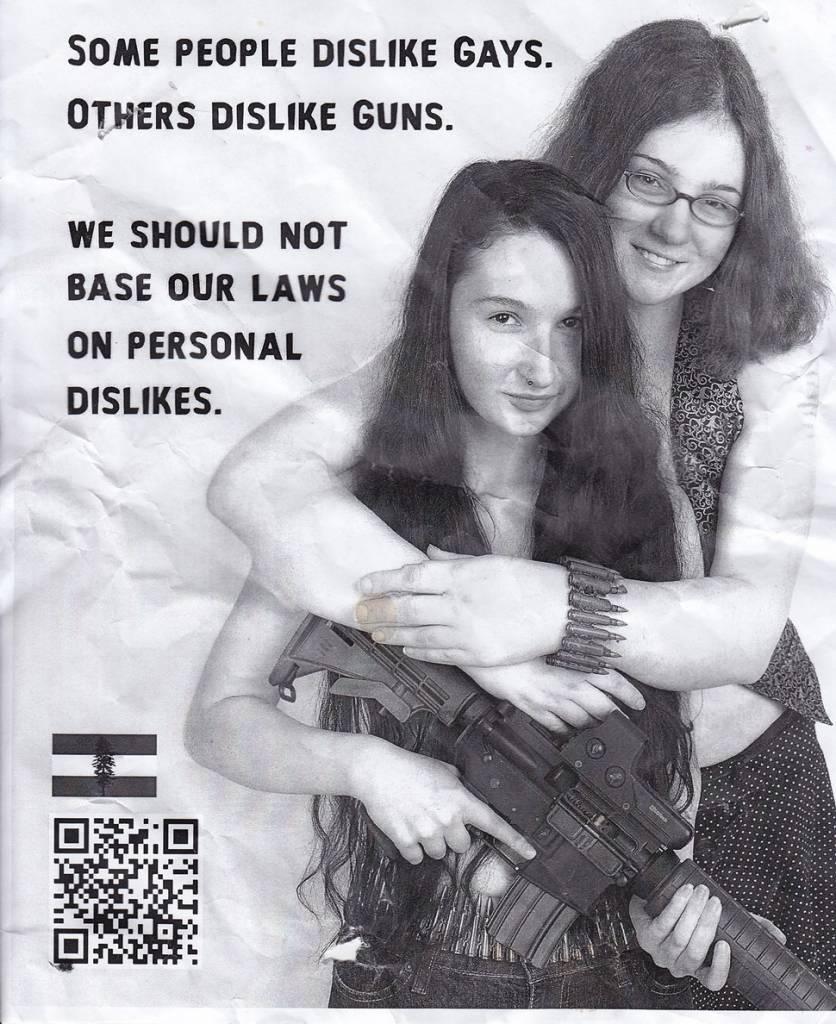 Some people dislike Gays.
Others dislike Guns.
We should not
base our laws
on personal
dislikes.